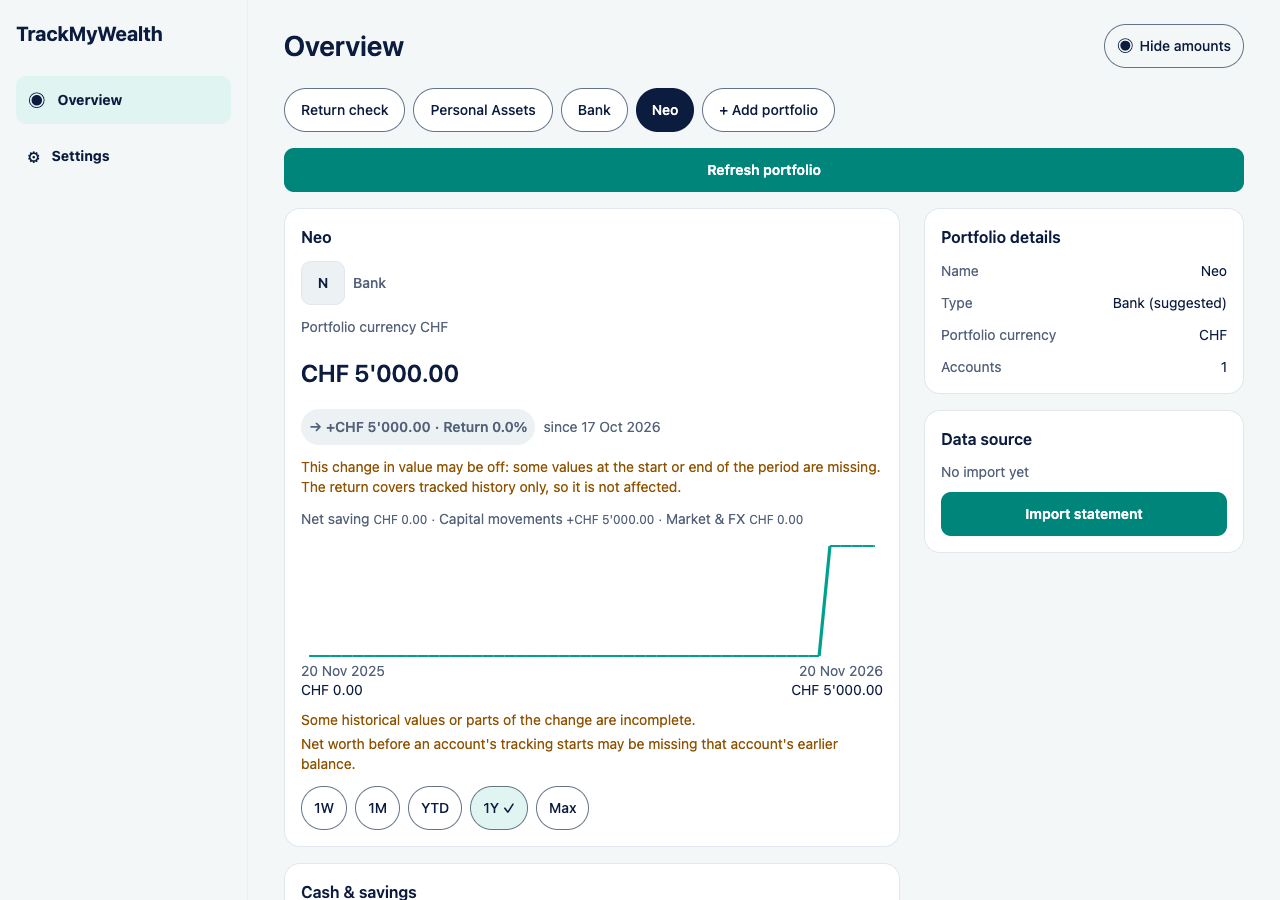 TrackMyWealth
Overview
Settings
Overview
Hide amounts
Return check
Personal Assets
Bank
Neo
+ Add portfolio
Refresh portfolio
Neo
N
Bank
Portfolio currency CHF
CHF 5'000.00
→ +CHF 5'000.00 · Return 0.0% since 17 Oct 2026
This change in value may be off: some values at the start or end of the period are missing.
The return covers tracked history only, so it is not affected.
Net saving CHF 0.00 · Capital movements +CHF 5'000.00 · Market & FX CHF 0.00
20 Nov 2025
20 Nov 2026
CHF 0.00
CHF 5'000.00
Some historical values or parts of the change are incomplete.
Net worth before an account's tracking starts may be missing that account's earlier
balance.
1W
1M
YTD
1Y ✓
Max
Cash & savings
Portfolio details
Name Neo
Type Bank (suggested)
Portfolio currency CHF
Accounts 1
Data source
No import yet
Import statement